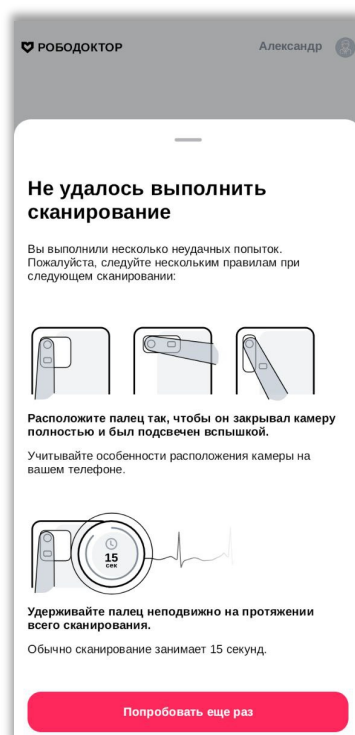 РОБОДОКТОР
Александр
Не удалось выполнить
сканирование
Вы выполнили несколько неудачных попыток.
Пожалуйста, следуйте нескольким правилам при
следующем сканировании:
Расположите палец так, чтобы он закрывал камеру
полностью и был подсвечен вспышкой.
Учитывайте особенности расположения камеры на
вашем телефоне.
15
сек
Удерживайте палец неподвижно на протяжении
всего сканирования.
Обычно сканирование занимает 15 секунд.
Попробовать еще раз